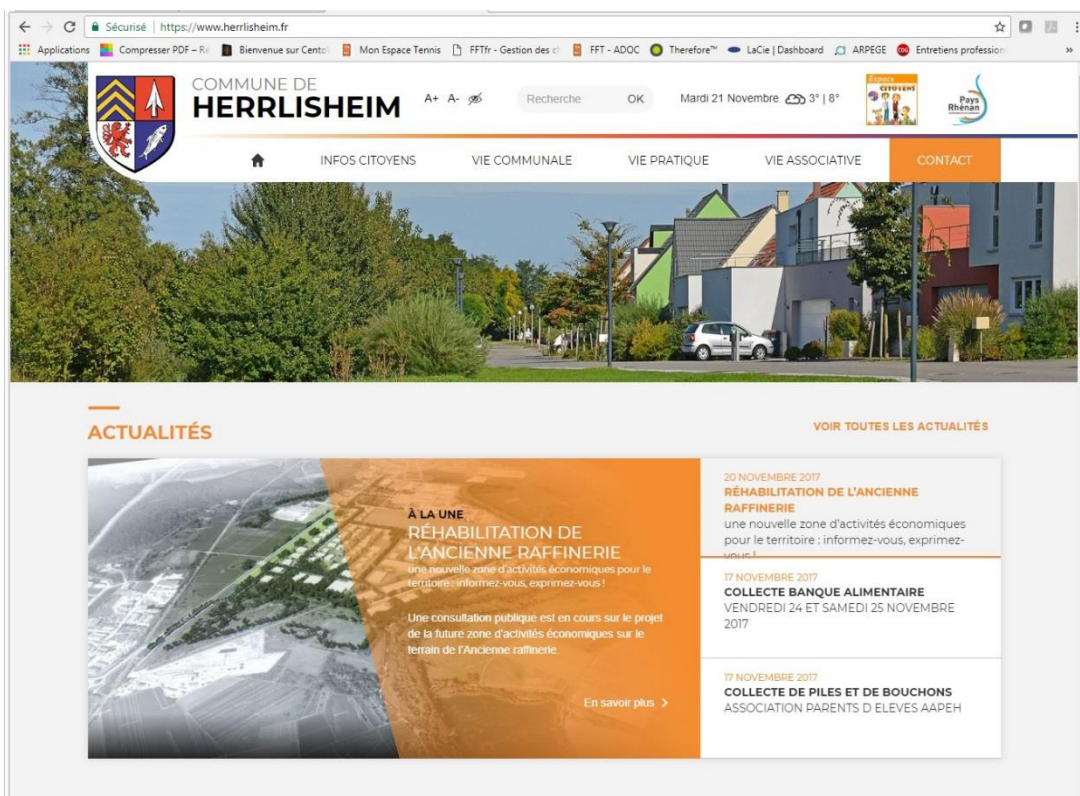 Sécurisé | https://www.herrlisheim.fr
Applications Compresser PDF – Re Bienvenue sur Cento Mon Espace Tennis FFTfr - Gestion des cl FFT - ADOC Therefore™ LaCie | Dashboard ARPEGE Entretiens profession »
COMMUNE DE
HERRLISHEIM
A+ A- Recherche OK Mardi 21 Novembre 3° | 8°
Espace
CITOYENS
Pays
Rhénan
INFOS CITOYENS VIE COMMUNALE VIE PRATIQUE VIE ASSOCIATIVE CONTACT
ACTUALITÉS
VOIR TOUTES LES ACTUALITÉS
À LA UNE
RÉHABILITATION DE
L'ANCIENNE RAFFINERIE
une nouvelle zone d'activités économiques pour le
territoire : informez-vous, exprimez-vous !
Une consultation publique est en cours sur le projet
de la future zone d'activités économiques sur le
terrain de l'Ancienne raffinerie.
En savoir plus >
20 NOVEMBRE 2017
RÉHABILITATION DE L'ANCIENNE
RAFFINERIE
une nouvelle zone d'activités économiques
pour le territoire : informez-vous, exprimez-
vous !
17 NOVEMBRE 2017
COLLECTE BANQUE ALIMENTAIRE
VENDREDI 24 ET SAMEDI 25 NOVEMBRE
2017
17 NOVEMBRE 2017
COLLECTE DE PILES ET DE BOUCHONS
ASSOCIATION PARENTS D ELEVES AAPEH